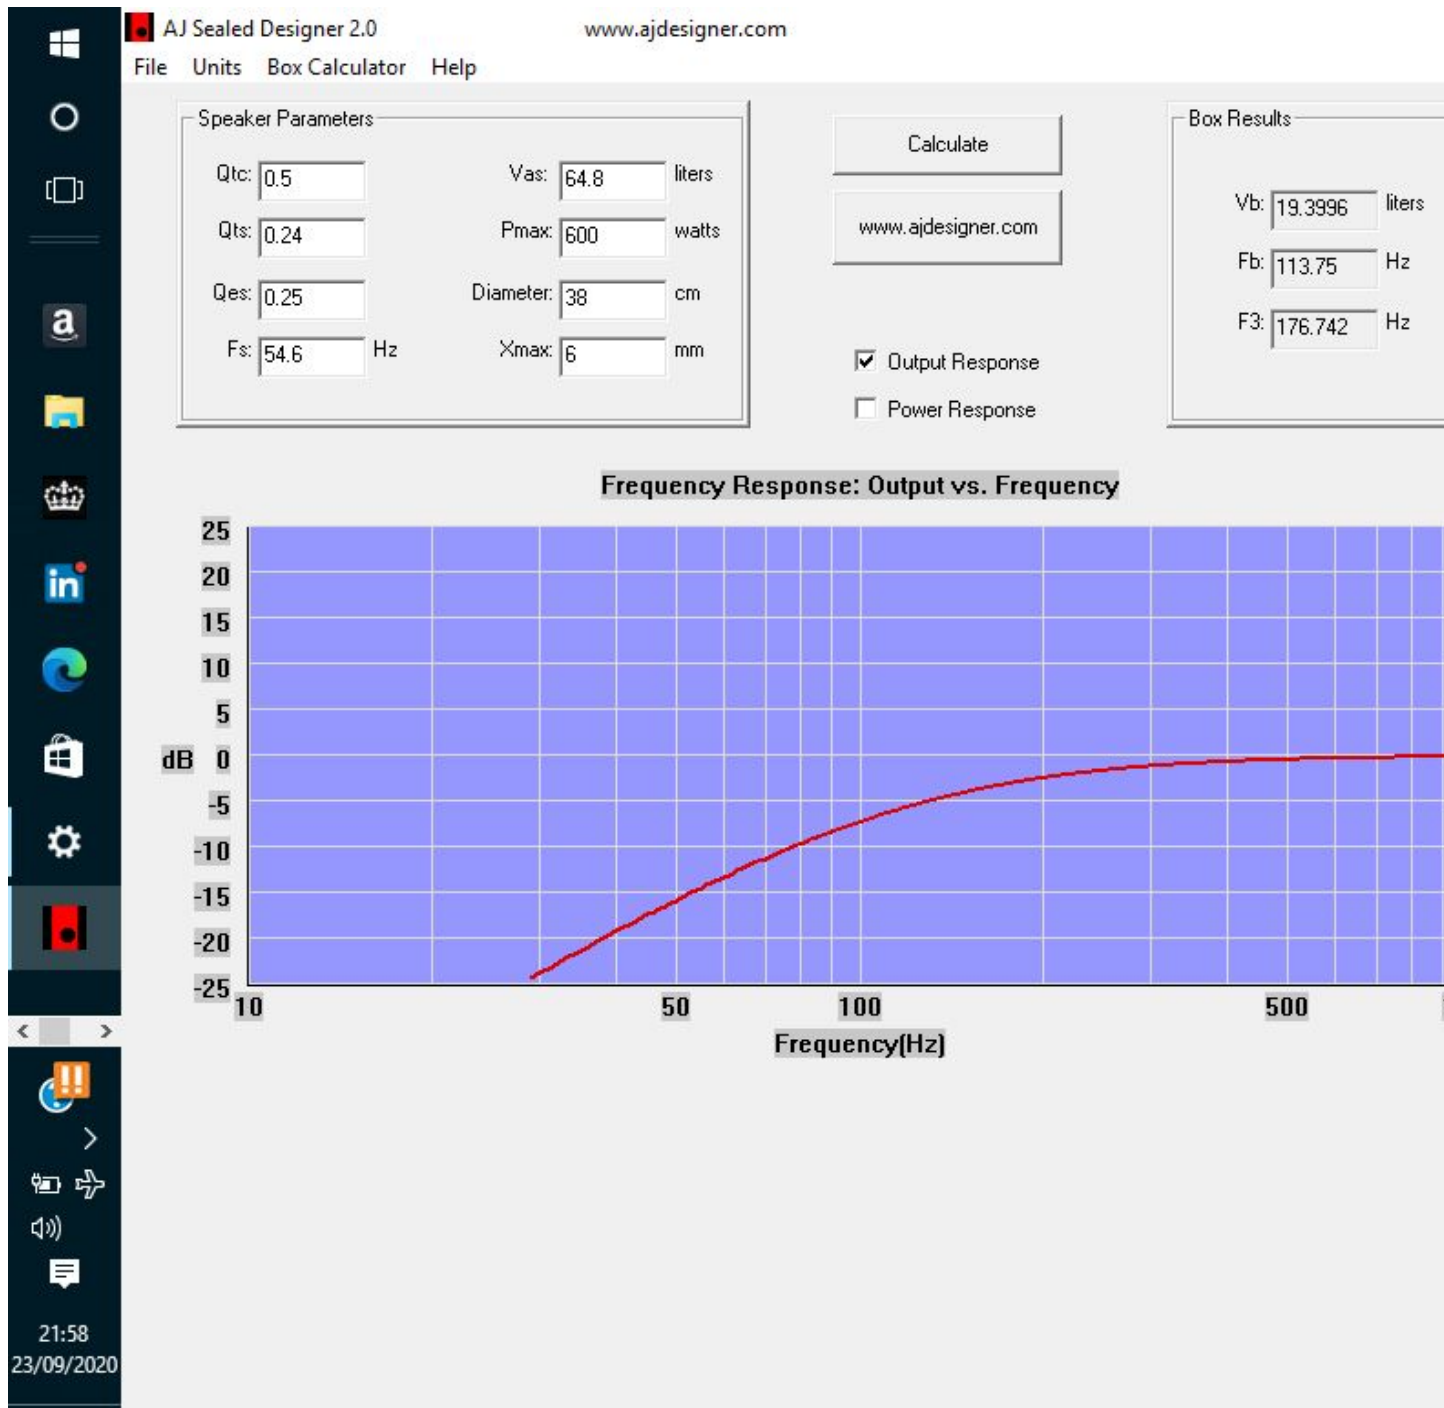 AJ Sealed Designer 2.0 www.ajdesigner.com
File Units Box Calculator Help
Speaker Parameters
Qtc: 0.5 Vas: 64.8 liters
Qts: 0.24 Pmax: 600 watts
Qes: 0.25 Diameter: 38 cm
Fs: 54.6 Hz Xmax: 6 mm
Calculate
www.ajdesigner.com
Output Response
Power Response
Box Results
Vb: 19.3996 liters
Fb: 113.75 Hz
F3: 176.742 Hz
Frequency Response: Output vs. Frequency
25
20
15
10
5
dB 0
-5
-10
-15
-20
-25
10 50 100 500
Frequency(Hz)
a
in
21:58
23/09/2020